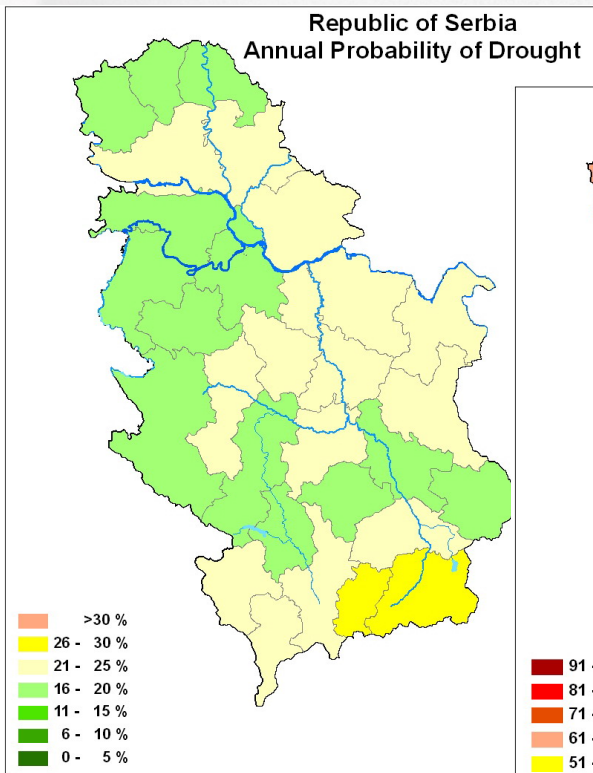 Republic of Serbia
Annual Probability of Drought
>30 %
26 - 30 %
21 - 25 %
16 - 20 %
11 - 15 %
6 - 10 %
0 - 5 %
91 -
81 -
71 -
61 -
51 -